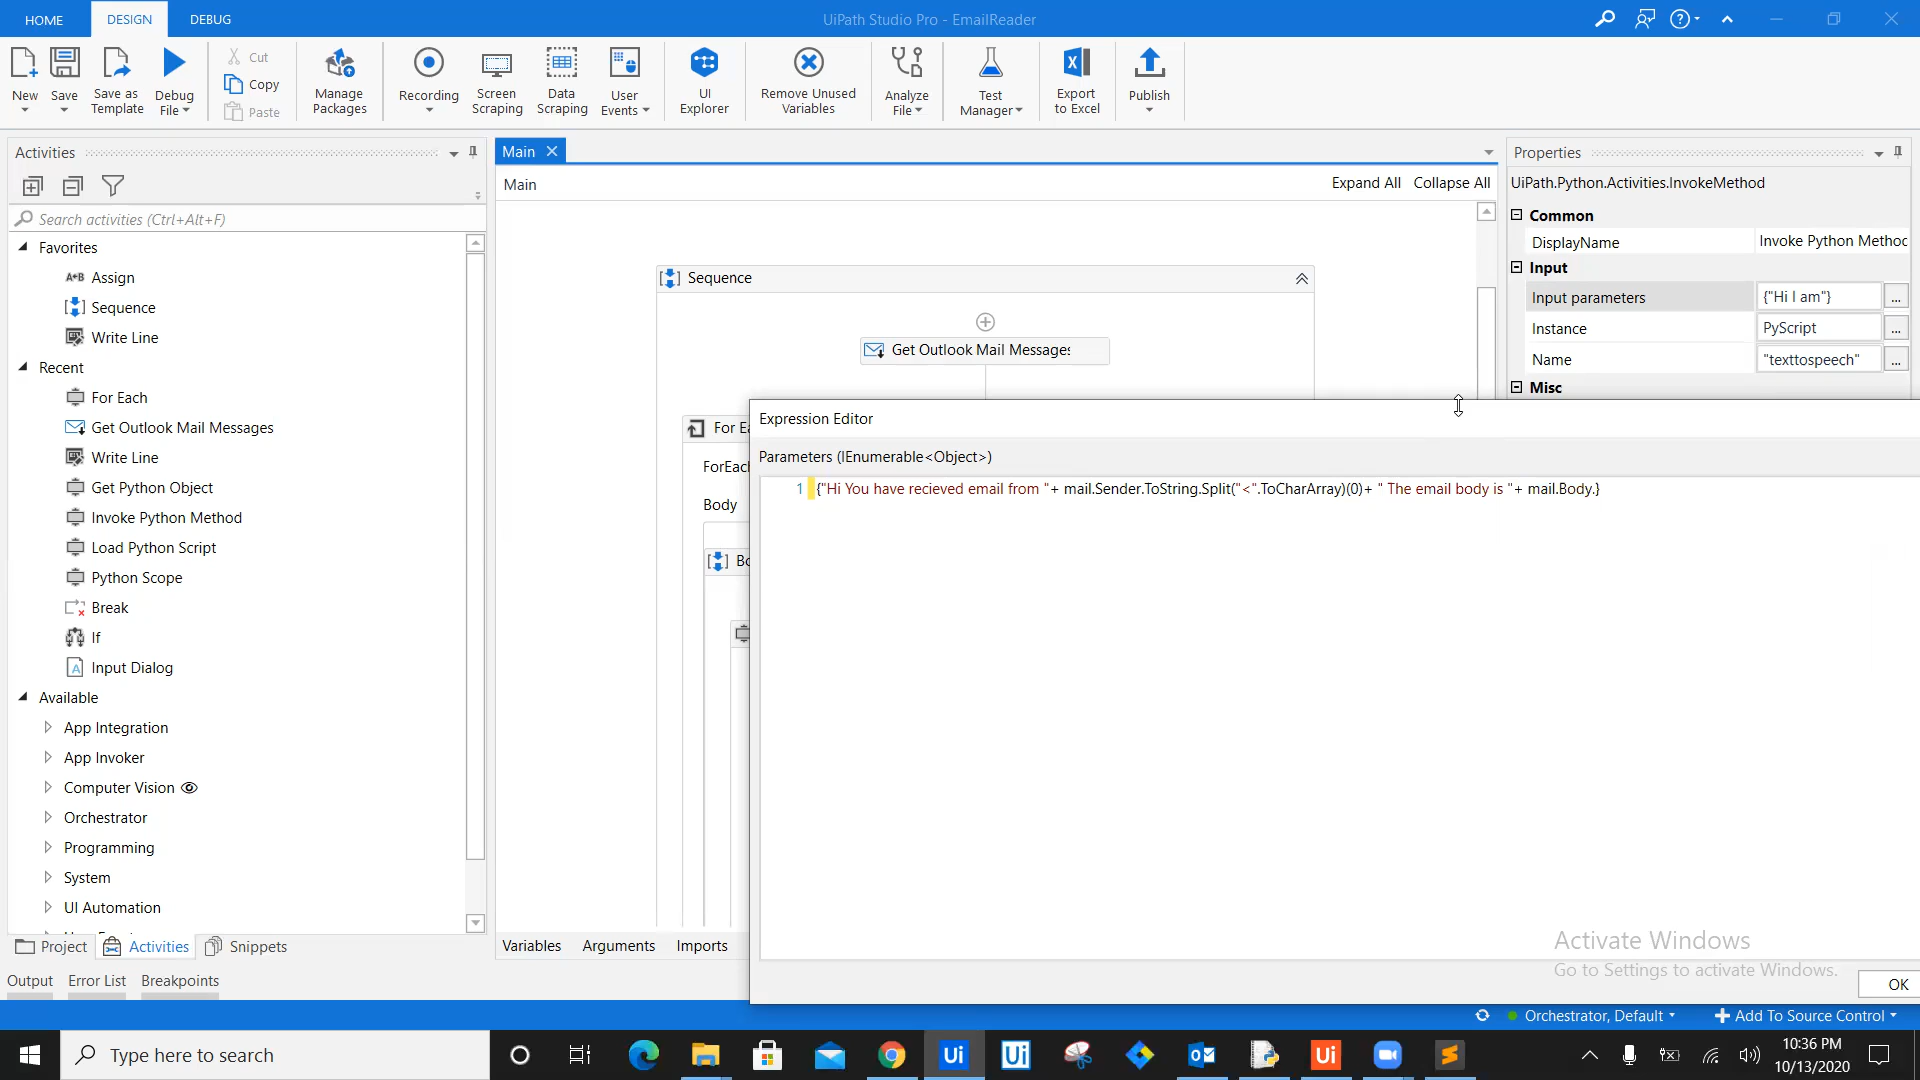 HOME DESIGN DEBUG UiPath Studio Pro - EmailReader
New Save Save as Template Debug File Cut Copy Paste Manage Packages Recording Screen Scraping Data Scraping User Events UI Explorer Remove Unused Variables Analyze File Test Manager Export to Excel Publish
Activities
Search activities (Ctrl+Alt+F)
Favorites
Assign
Sequence
Write Line
Recent
For Each
Get Outlook Mail Messages
Write Line
Get Python Object
Invoke Python Method
Load Python Script
Python Scope
Break
If
Input Dialog
Available
App Integration
App Invoker
Computer Vision
Orchestrator
Programming
System
UI Automation
Project Activities Snippets
Output Error List Breakpoints
Main
Main Expand All Collapse All
Sequence
Get Outlook Mail Messages
For Ea
ForEach
Body
Bo
Variables Arguments Imports
Properties
UiPath.Python.Activities.InvokeMethod
Common
DisplayName Invoke Python Method
Input
Input parameters {"Hi I am"} ...
Instance PyScript ...
Name "texttospeech" ...
Misc
Expression Editor
Parameters (IEnumerable<Object>)
1 {"Hi You have recieved email from "+ mail.Sender.ToString.Split("<".ToCharArray)(0)+ " The email body is "+ mail.Body.}
Activate Windows
Go to Settings to activate Windows.
OK
Orchestrator, Default Add To Source Control
Type here to search
10:36 PM
10/13/2020